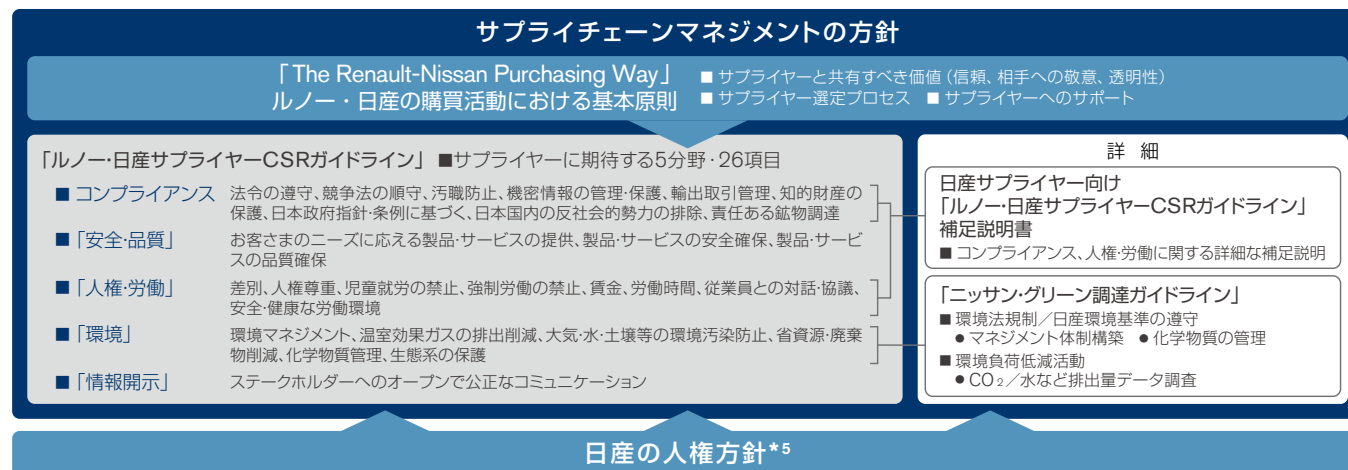 サプライチェーンマネジメントの方針
「The Renault-Nissan Purchasing Way」
ルノー・日産の購買活動における基本原則
■ サプライヤーと共有すべき価値（信頼、相手への敬意、透明性）
■ サプライヤー選定プロセス ■ サプライヤーへのサポート
「ルノー・日産サプライヤーCSRガイドライン」 ■サプライヤーに期待する5分野・26項目
■ コンプライアンス 法令の遵守、競争法の順守、汚職防止、機密情報の管理・保護、輸出取引管理、知的財産の
保護、日本政府指針・条例に基づく、日本国内の反社会的勢力の排除、責任ある鉱物調達
■「安全・品質」 お客さまのニーズに応える製品・サービスの提供、製品・サービスの安全確保、製品・サービ
スの品質確保
■「人権・労働」 差別、人権尊重、児童就労の禁止、強制労働の禁止、賃金、労働時間、従業員との対話・協議、
安全・健康な労働環境
■「環境」 環境マネジメント、温室効果ガスの排出削減、大気・水・土壌等の環境汚染防止、省資源・廃棄
物削減、化学物質管理、生態系の保護
■「情報開示」 ステークホルダーへのオープンで公正なコミュニケーション
詳 細
日産サプライヤー向け
「ルノー・日産サプライヤーCSRガイドライン」
補足説明書
■ コンプライアンス、人権・労働に関する詳細な補足説明
「ニッサン・グリーン調達ガイドライン」
■ 環境法規制／日産環境基準の遵守
● マネジメント体制構築 ● 化学物質の管理
■ 環境負荷低減活動
● CO₂／水など排出量データ調査
日産の人権方針*5